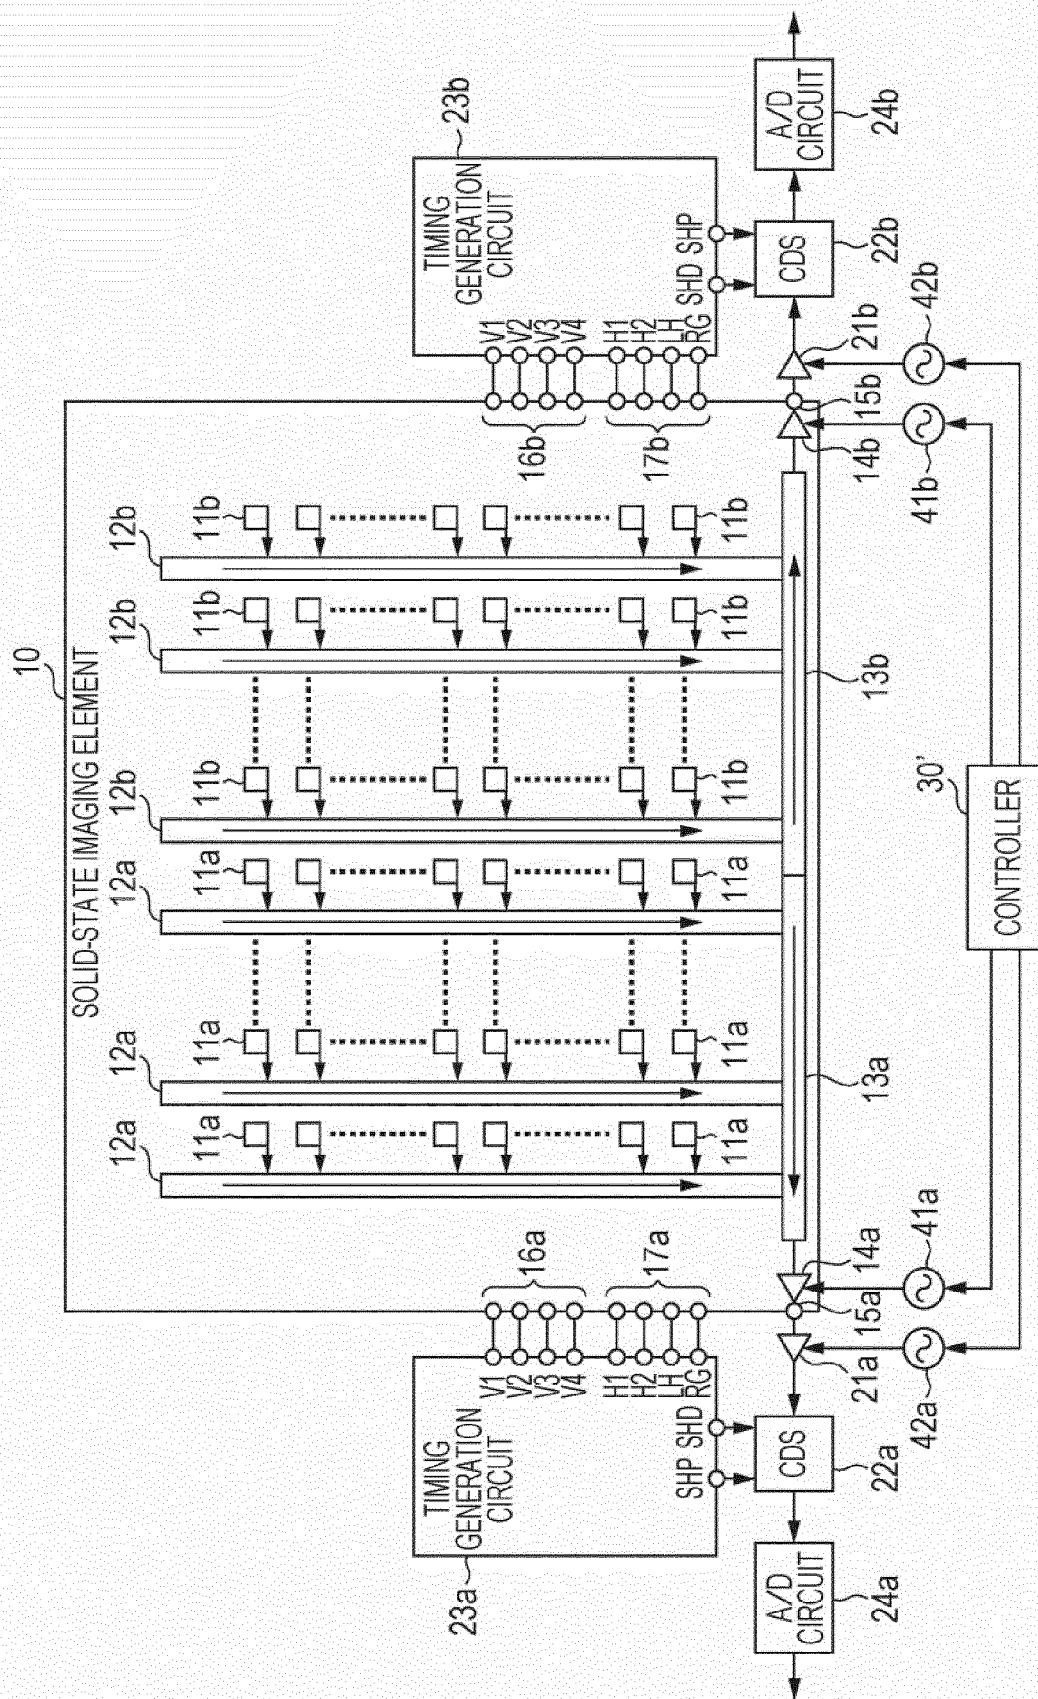 10
SOLID-STATE IMAGING ELEMENT
12a
12a
12a
12b
12b
12b
11a
11a
11a
11b
11b
11b
23a
TIMING
GENERATION
CIRCUIT
V1
V2
V3
V4
H1
H2
LH
RG
SHP
SHD
16a
17a
16b
17b
V1
V2
V3
V4
H1
H2
LH
RG
TIMING
GENERATION
CIRCUIT
SHD
SHP
23b
11a
11a
11a
11b
11b
11b
A/D
CIRCUIT
24a
CDS
22a
21a
15a
14a
13a
13b
14b
15b
21b
CDS
22b
A/D
CIRCUIT
24b
42a
41a
41b
42b
30'
CONTROLLER